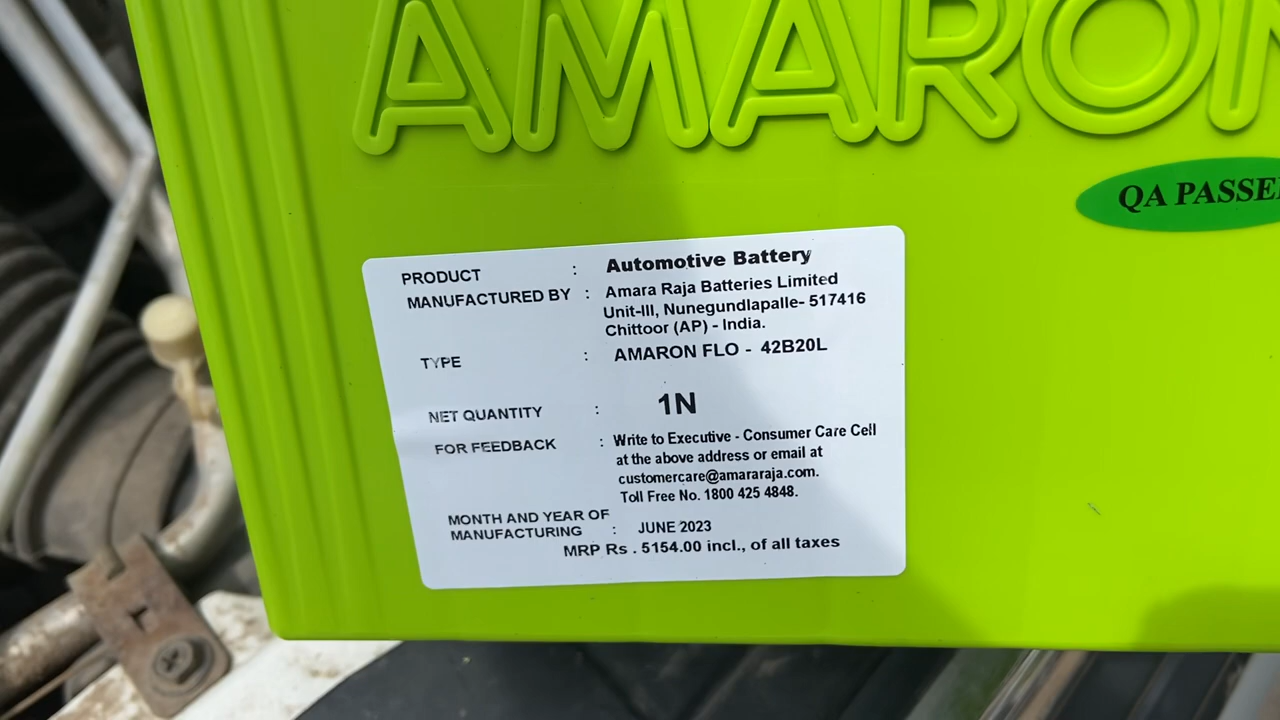 AMARON
QA PASSE
PRODUCT : Automotive Battery
MANUFACTURED BY : Amara Raja Batteries Limited
Unit-III, Nunegundlapalle- 517416
Chittoor (AP) - India.
TYPE : AMARON FLO - 42B20L
NET QUANTITY : 1N
FOR FEEDBACK : Write to Executive - Consumer Care Cell
at the above address or email at
customercare@amararaja.com.
Toll Free No. 1800 425 4848.
MONTH AND YEAR OF
MANUFACTURING : JUNE 2023
MRP Rs . 5154.00 incl., of all taxes